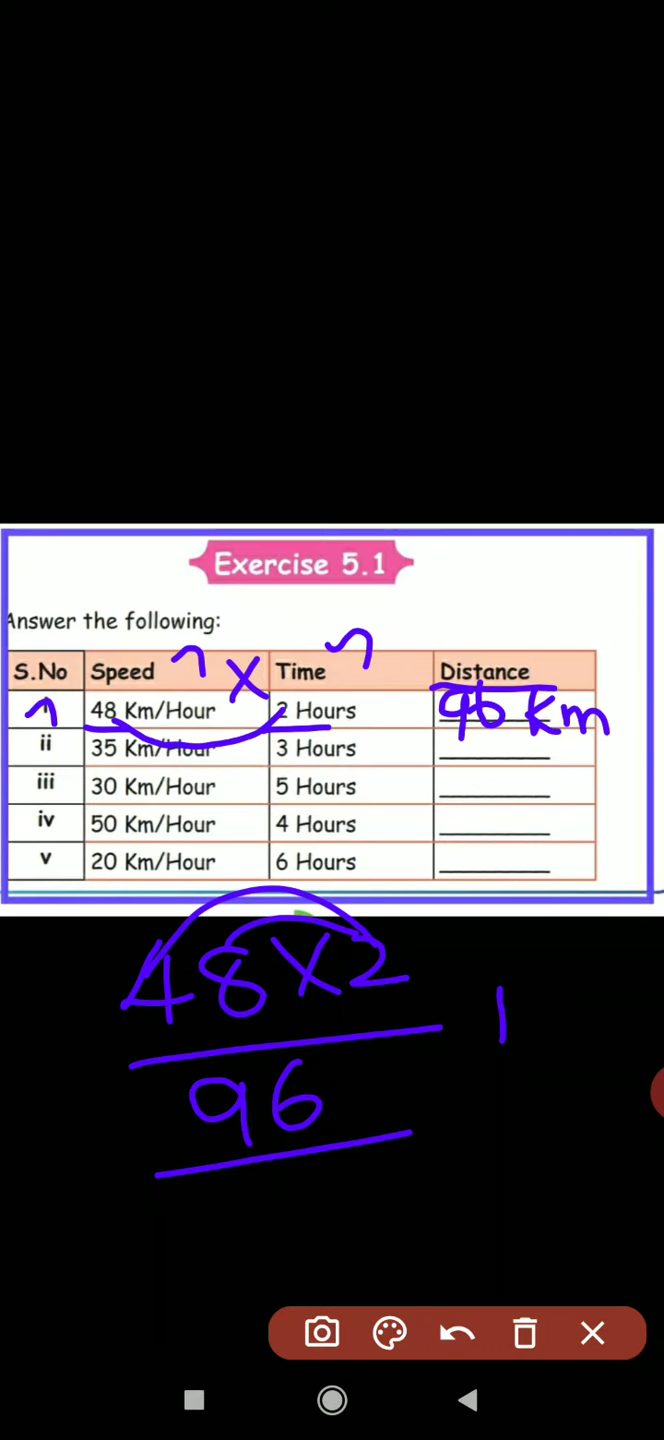 Exercise 5.1
Answer the following:
S.No Speed X Time Distance
48 Km/Hour 2 Hours 96 km
ii 35 Km/Hour 3 Hours
iii 30 Km/Hour 5 Hours
iv 50 Km/Hour 4 Hours
v 20 Km/Hour 6 Hours
48X2
1
96